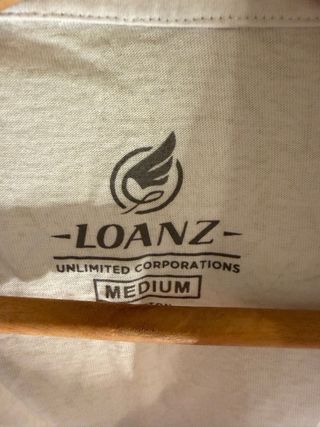 -LOANZ-
UNLIMITED CORPORATIONS
MEDIUM